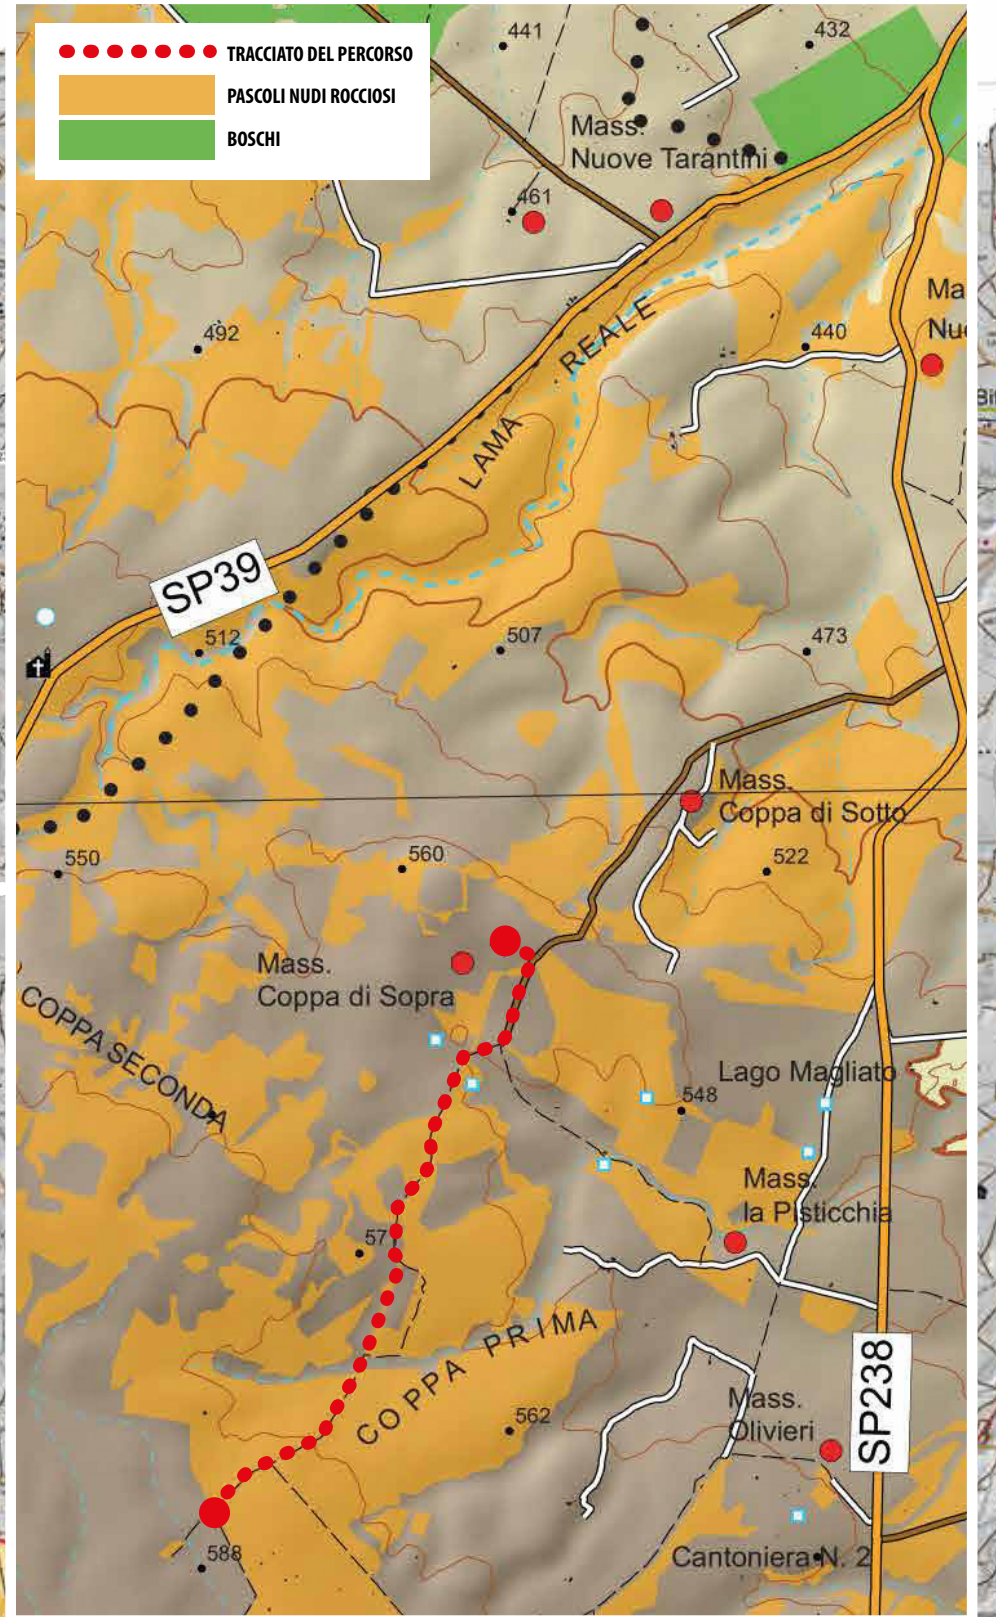 TRACCIATO DEL PERCORSO
PASCOLI NUDI ROCCIOSI
BOSCHI
441
432
Mass.
Nuove Tarantini
461
492
REALE
LAMA
440
Ma
SP39
512
507
473
Mass.
Coppa di Sotto
550
560
522
Mass.
Coppa di Sopra
COPPA SECONDA
Lago Magliato
548
Mass.
la Pisticchia
57
COPPA PRIMA
562
Mass.
Olivieri
SP238
588
Cantoniera N. 2